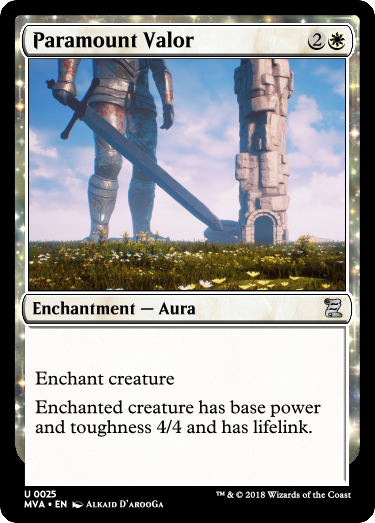 Paramount Valor 2
Enchantment — Aura
Enchant creature
Enchanted creature has base power
and toughness 4/4 and has lifelink.
U 0025
MVA • EN Alkaid D'arooGa
™ & © 2018 Wizards of the Coast